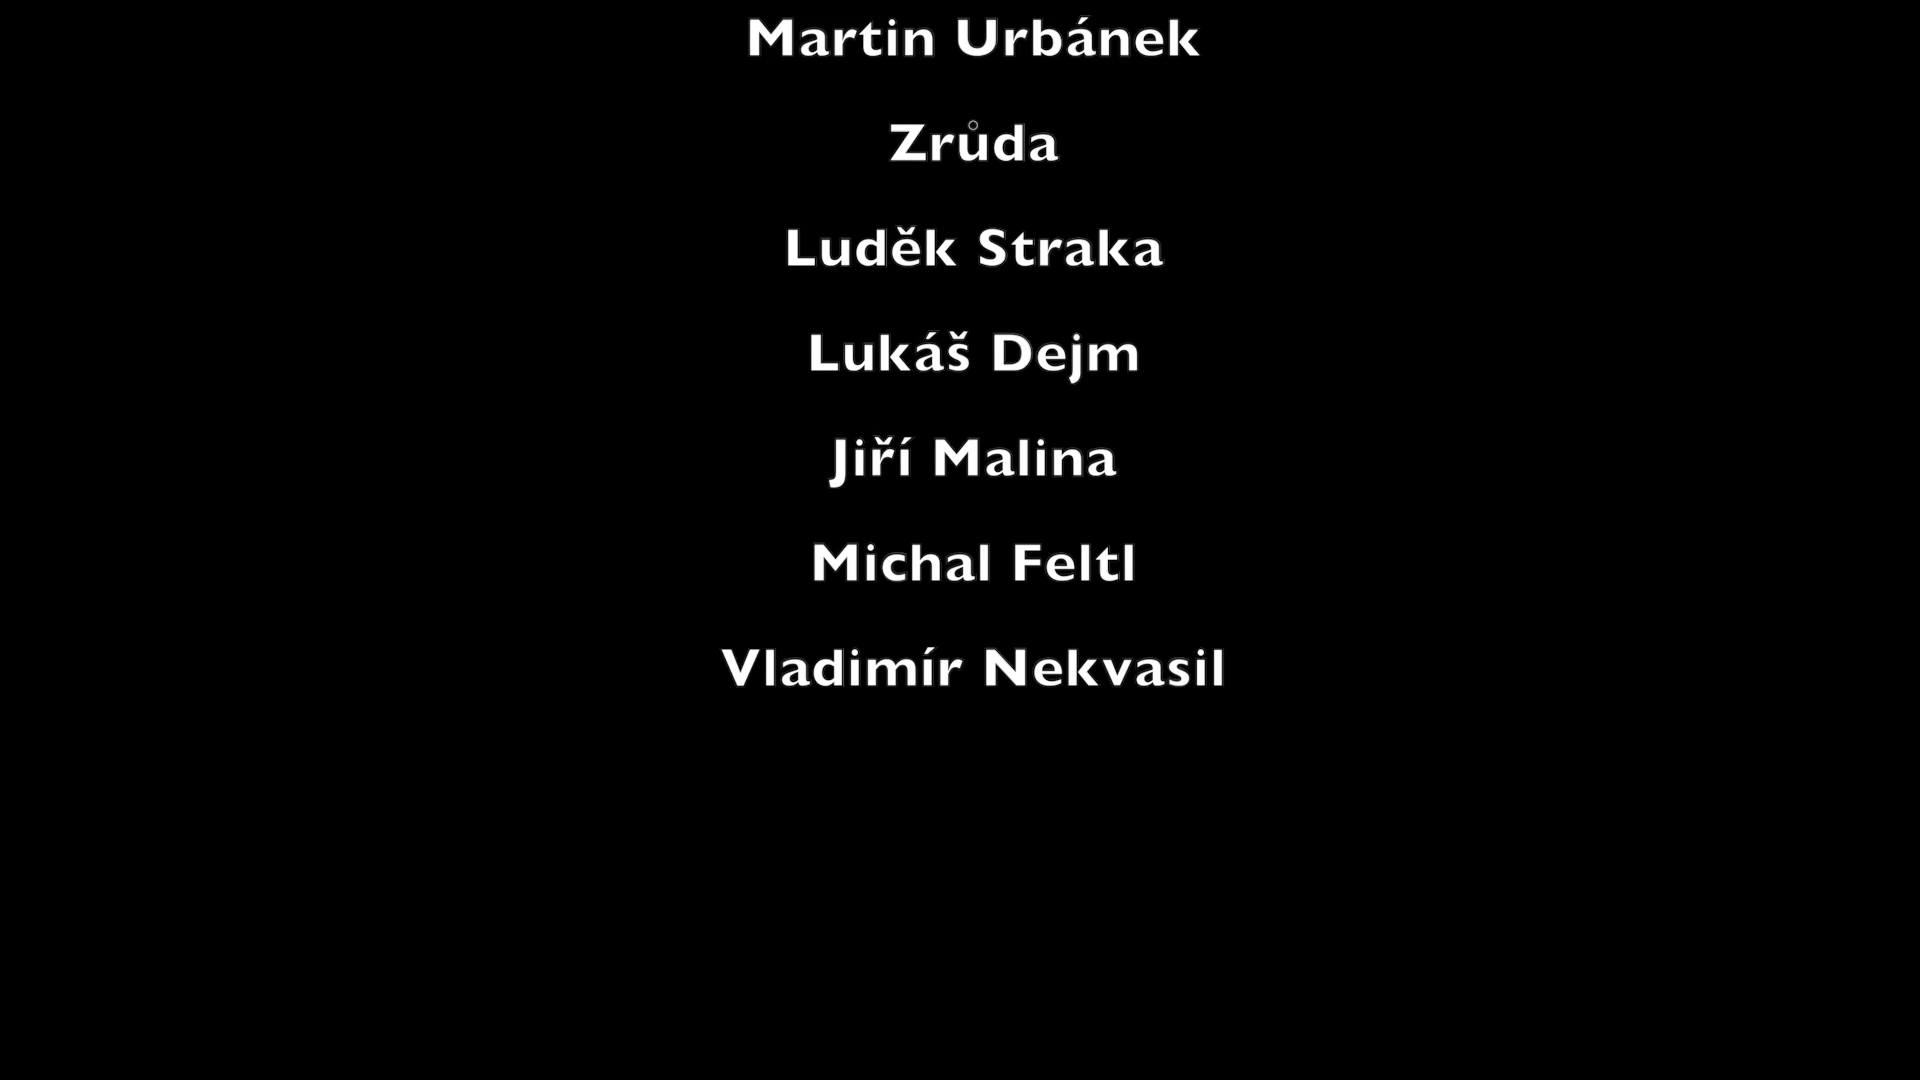 Martin Urbánek
Zrůda
Luděk Straka
Lukáš Dejm
Jiří Malina
Michal Feltl
Vladimír Nekvasil